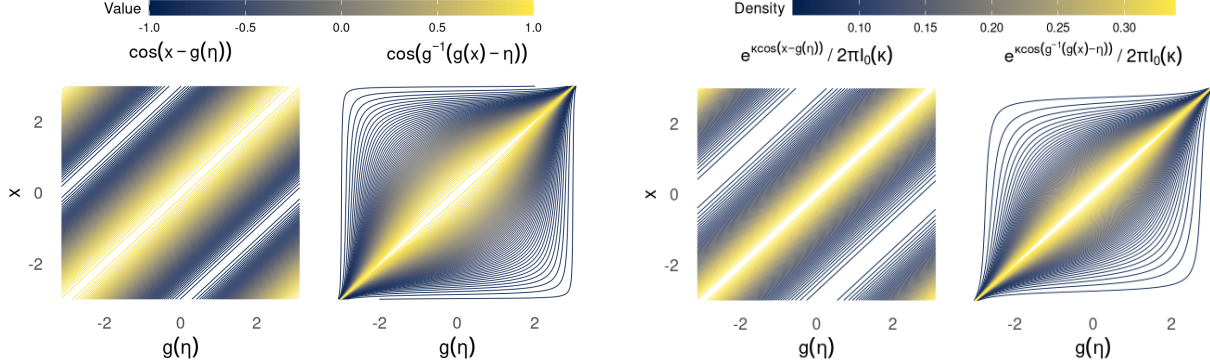 Value
-1.0 -0.5 0.0 0.5 1.0
cos(x−g(η)) cos(g⁻¹(g(x)−η))
2
0
-2
x
-2 0 2 -2 0 2
g(η) g(η)
Density
0.10 0.15 0.20 0.25 0.30
e^κcos(x−g(η)) / 2πI₀(κ) e^κcos(g⁻¹(g(x)−η)) / 2πI₀(κ)
2
0
-2
x
-2 0 2 -2 0 2
g(η) g(η)